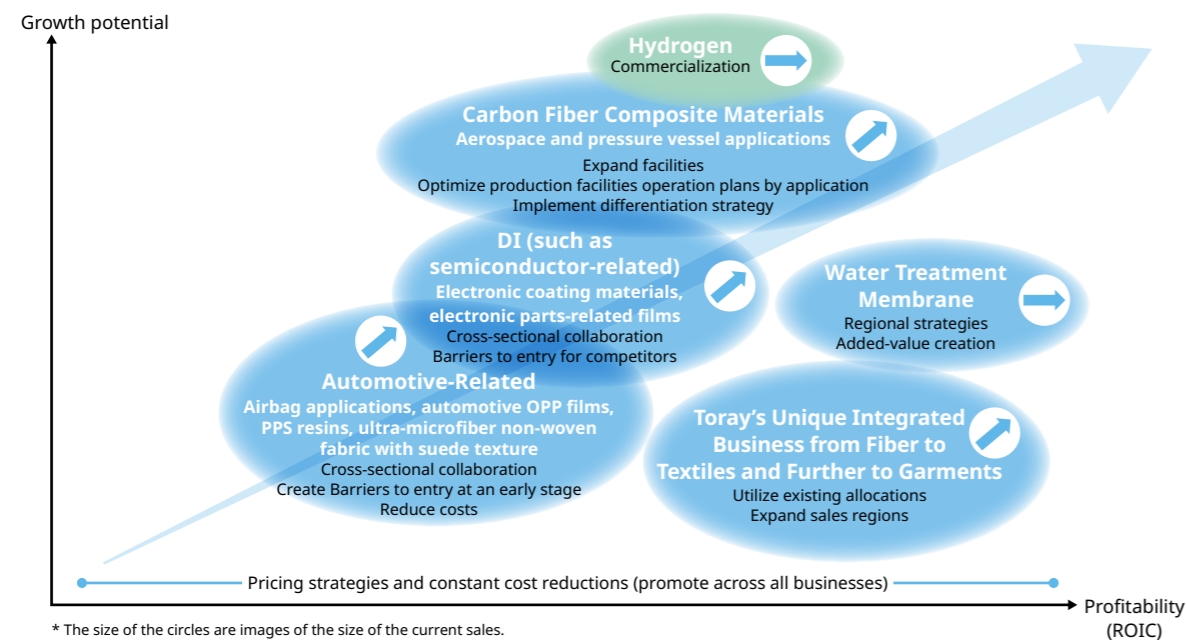 Growth potential
Hydrogen
Commercialization
Carbon Fiber Composite Materials
Aerospace and pressure vessel applications
Expand facilities
Optimize production facilities operation plans by application
Implement differentiation strategy
DI (such as
semiconductor-related)
Electronic coating materials,
electronic parts-related films
Cross-sectional collaboration
Barriers to entry for competitors
Water Treatment
Membrane
Regional strategies
Added-value creation
Automotive-Related
Airbag applications, automotive OPP films,
PPS resins, ultra-microfiber non-woven
fabric with suede texture
Cross-sectional collaboration
Create Barriers to entry at an early stage
Reduce costs
Toray’s Unique Integrated
Business from Fiber to
Textiles and Further to Garments
Utilize existing allocations
Expand sales regions
Pricing strategies and constant cost reductions (promote across all businesses)
Profitability
(ROIC)
* The size of the circles are images of the size of the current sales.